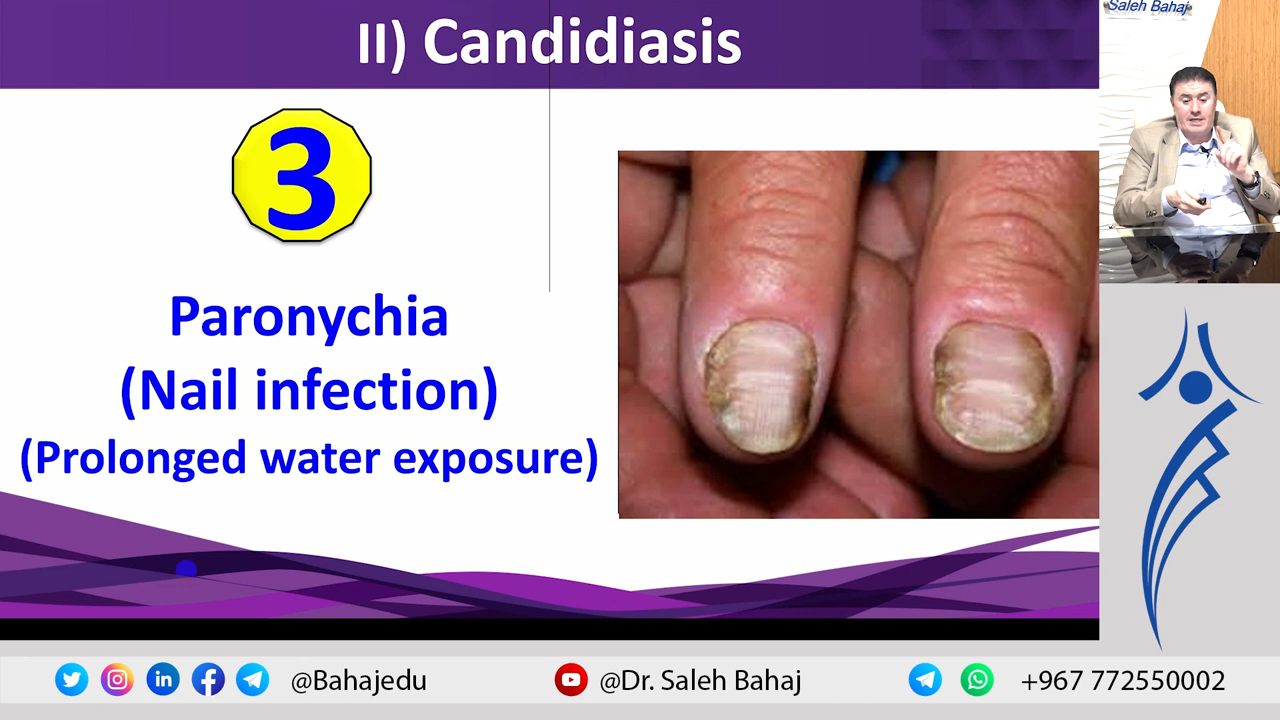 II) Candidiasis
Saleh Bahaj
3
Paronychia
(Nail infection)
(Prolonged water exposure)
@Bahajedu
@Dr. Saleh Bahaj
+967 772550002